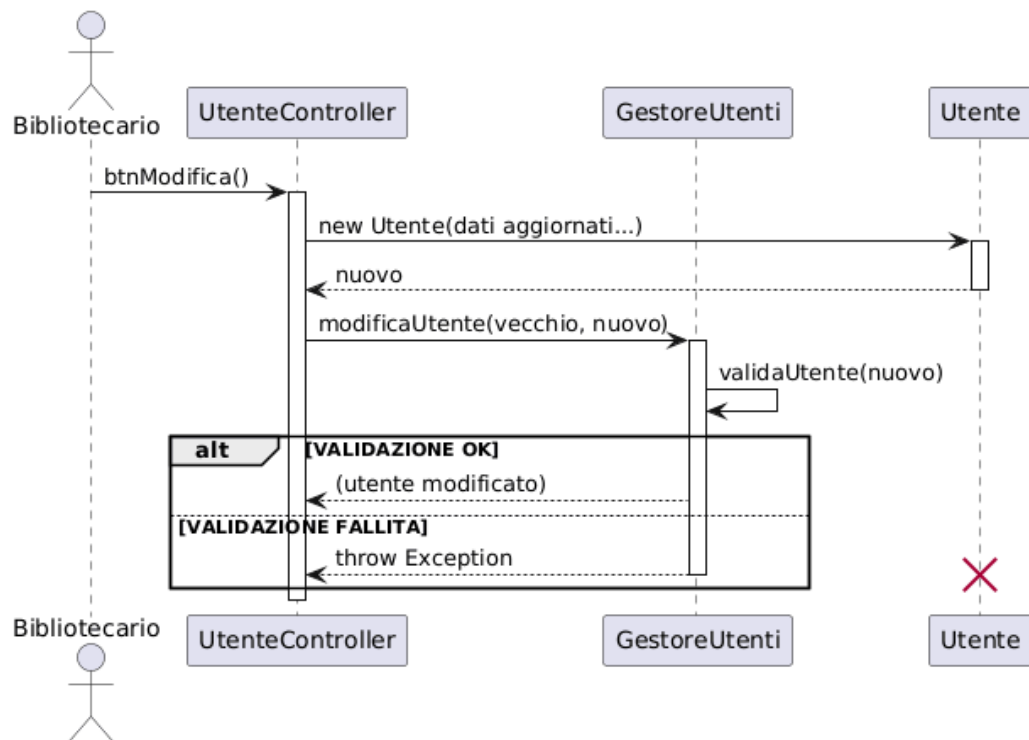 Bibliotecario
UtenteController
GestoreUtenti
Utente
btnModifica()
new Utente(dati aggiornati...)
nuovo
modificaUtente(vecchio, nuovo)
validaUtente(nuovo)
alt
[VALIDAZIONE OK]
(utente modificato)
[VALIDAZIONE FALLITA]
throw Exception
Bibliotecario
UtenteController
GestoreUtenti
Utente